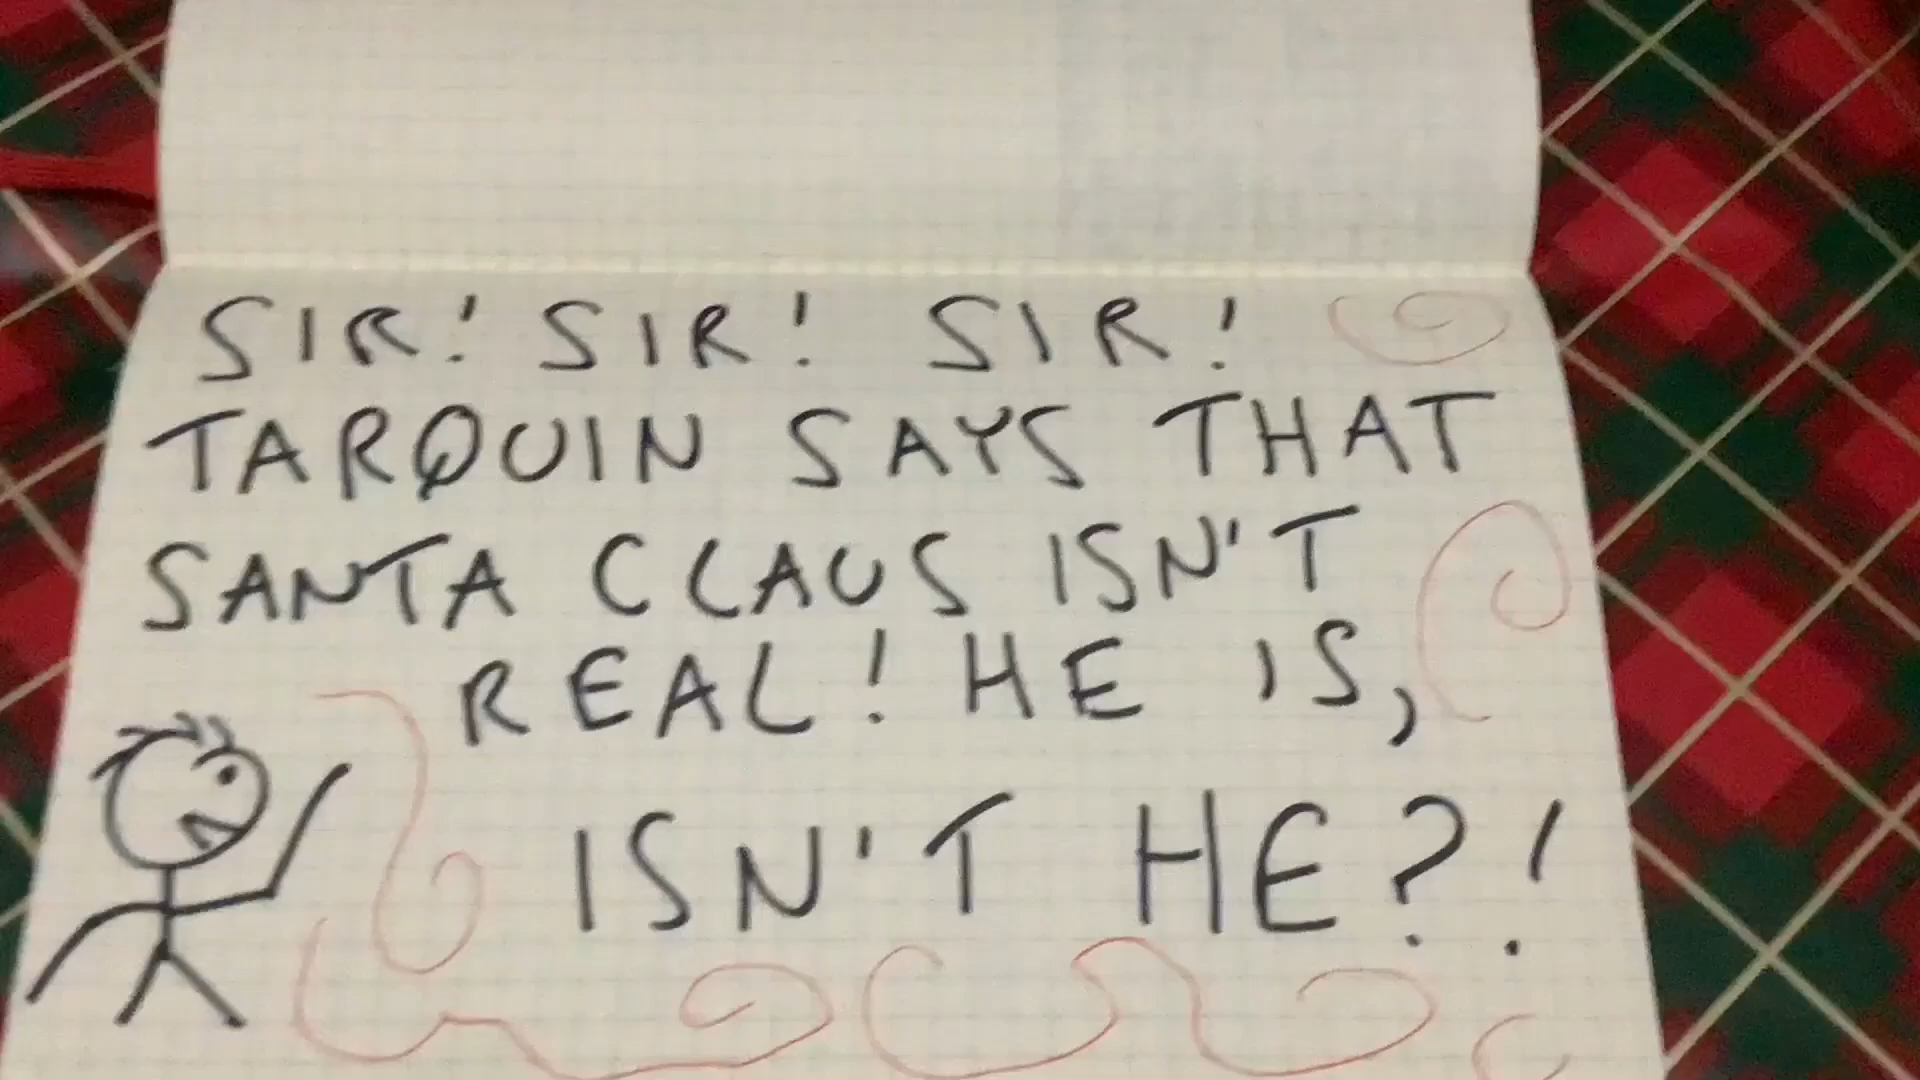 SIR! SIR! SIR!
TARQUIN SAYS THAT
SANTA CLAUS ISN'T
REAL! HE IS,
ISN'T HE?!